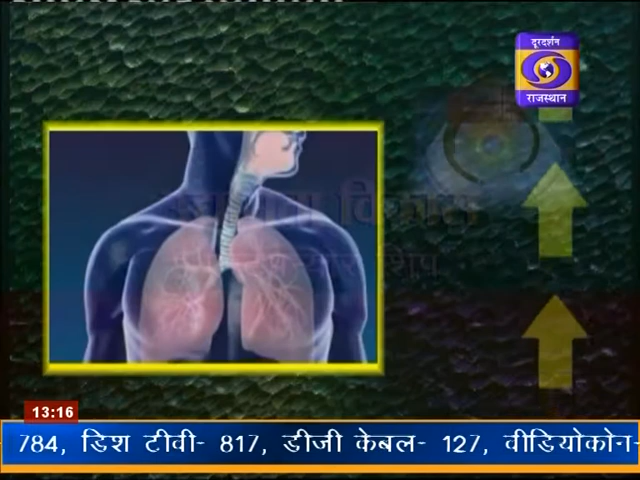 दूरदर्शन
राजस्थान
विकास
13:16
784, डिश टीवी- 817, डीजी केबल- 127, वीडियोकोन-